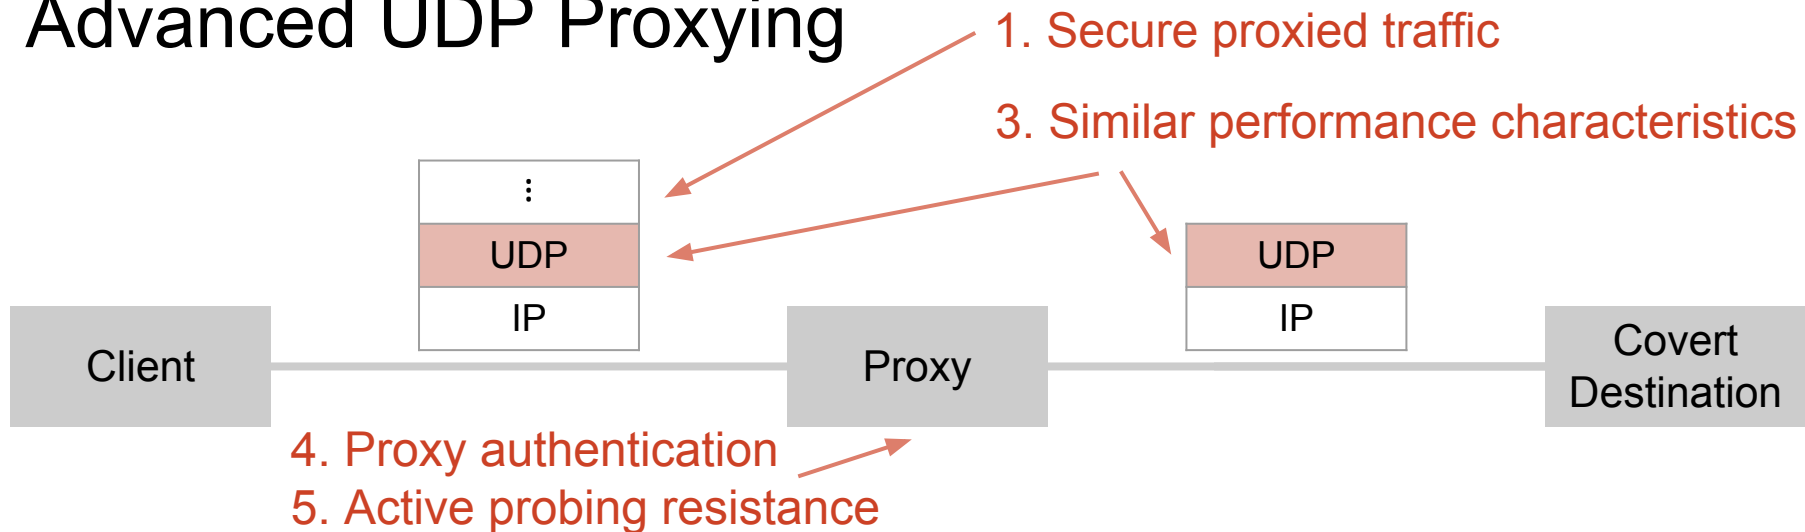 Advanced UDP Proxying
1. Secure proxied traffic
3. Similar performance characteristics
⋮
UDP
IP
UDP
IP
Client
Proxy
Covert
Destination
4. Proxy authentication
5. Active probing resistance